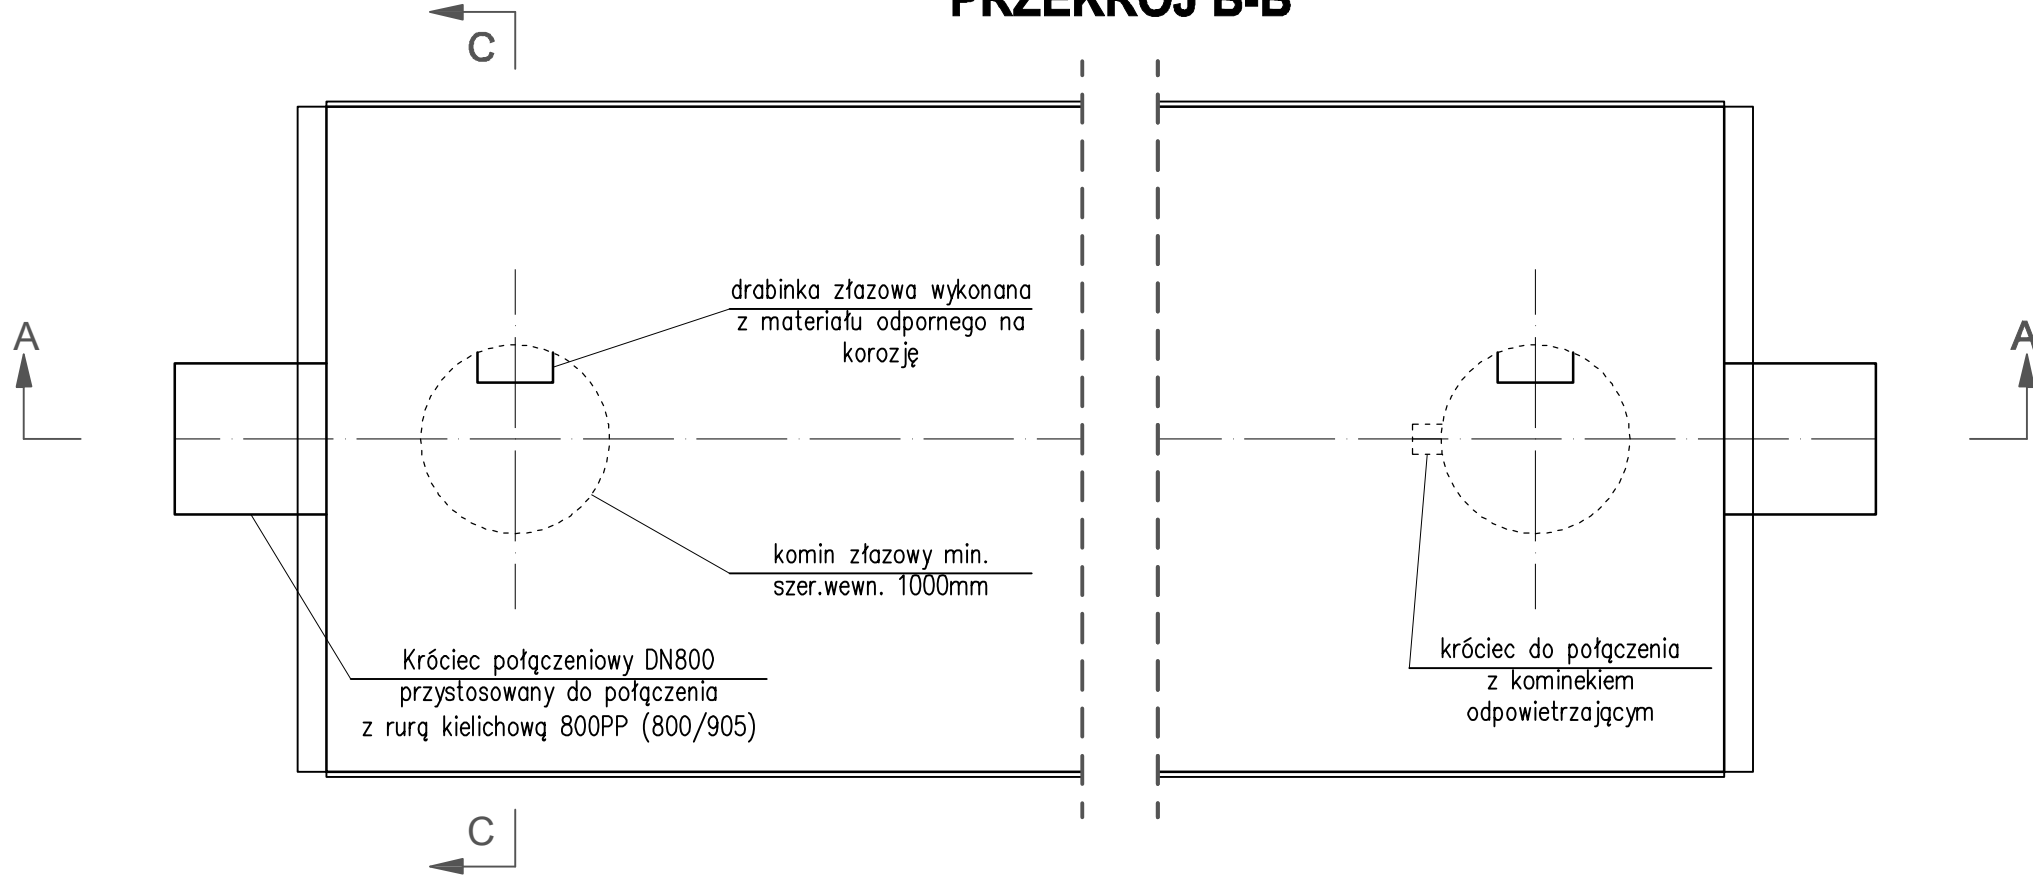 PRZEKRÓJ B-B
C
A
A
drabinka złazowa wykonana
z materiału odpornego na
korozję
komin złazowy min.
szer.wewn. 1000mm
Króciec połączeniowy DN800
przystosowany do połączenia
z rurą kielichową 800PP (800/905)
króciec do połączenia
z kominekiem
odpowietrzającym
C